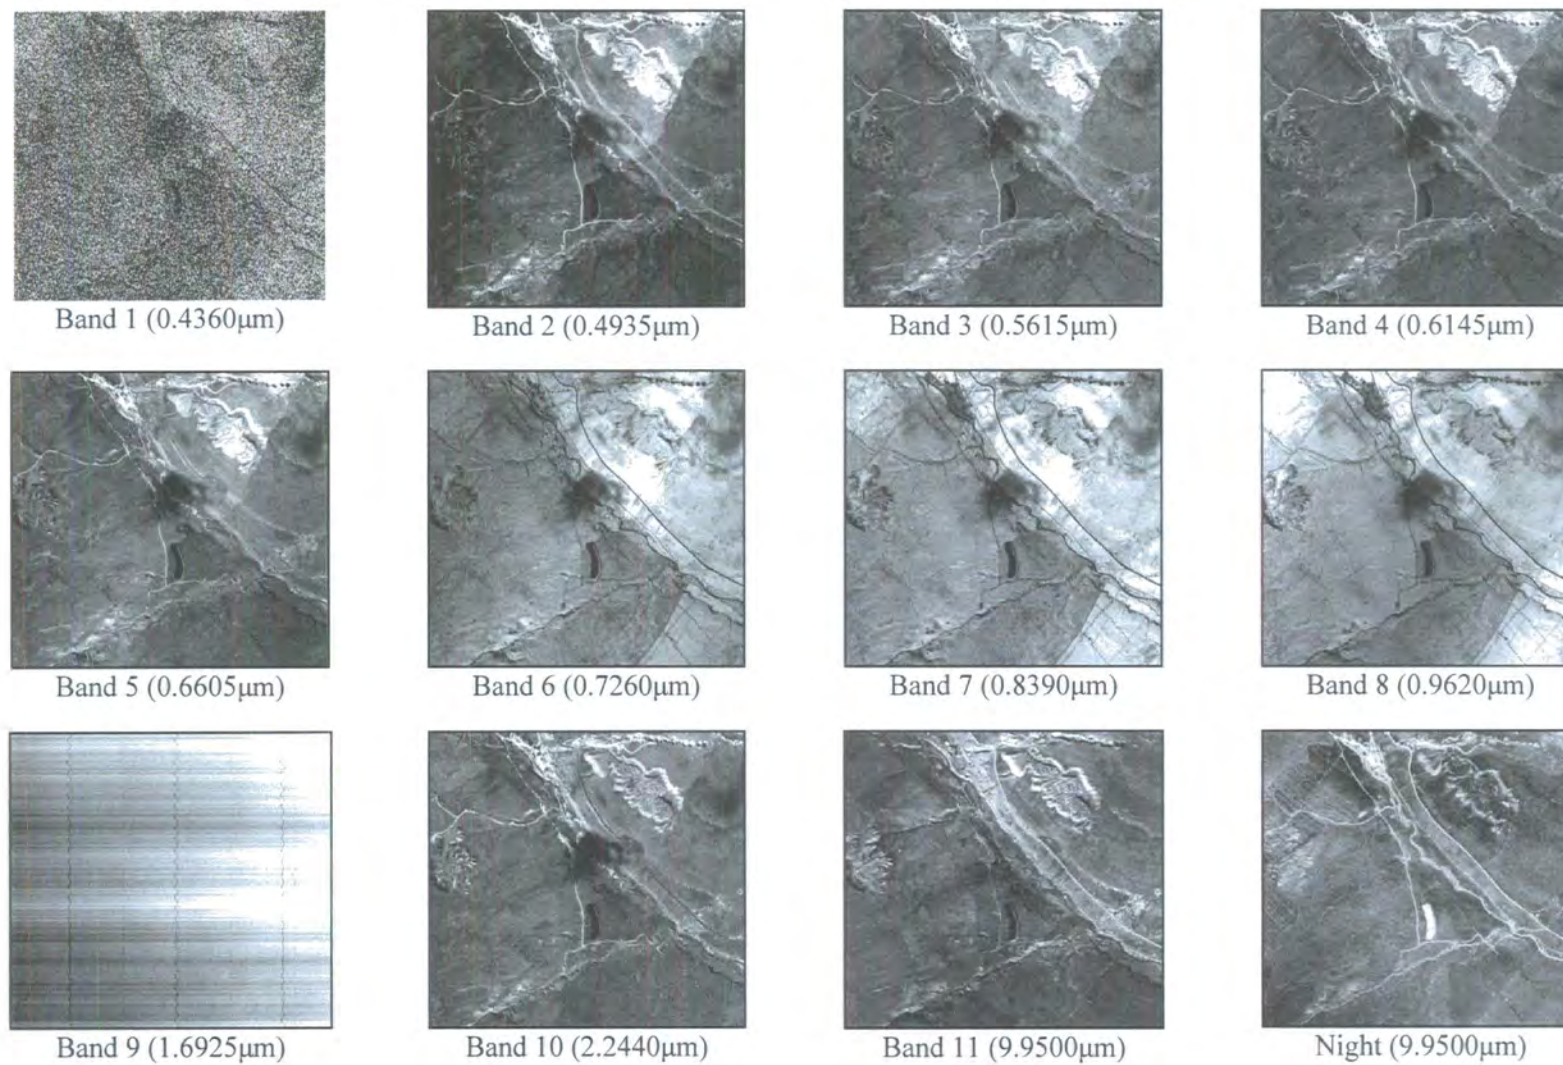 Band 1 (0.4360µm)
Band 2 (0.4935µm)
Band 3 (0.5615µm)
Band 4 (0.6145µm)
Band 5 (0.6605µm)
Band 6 (0.7260µm)
Band 7 (0.8390µm)
Band 8 (0.9620µm)
Band 9 (1.6925µm)
Band 10 (2.2440µm)
Band 11 (9.9500µm)
Night (9.9500µm)